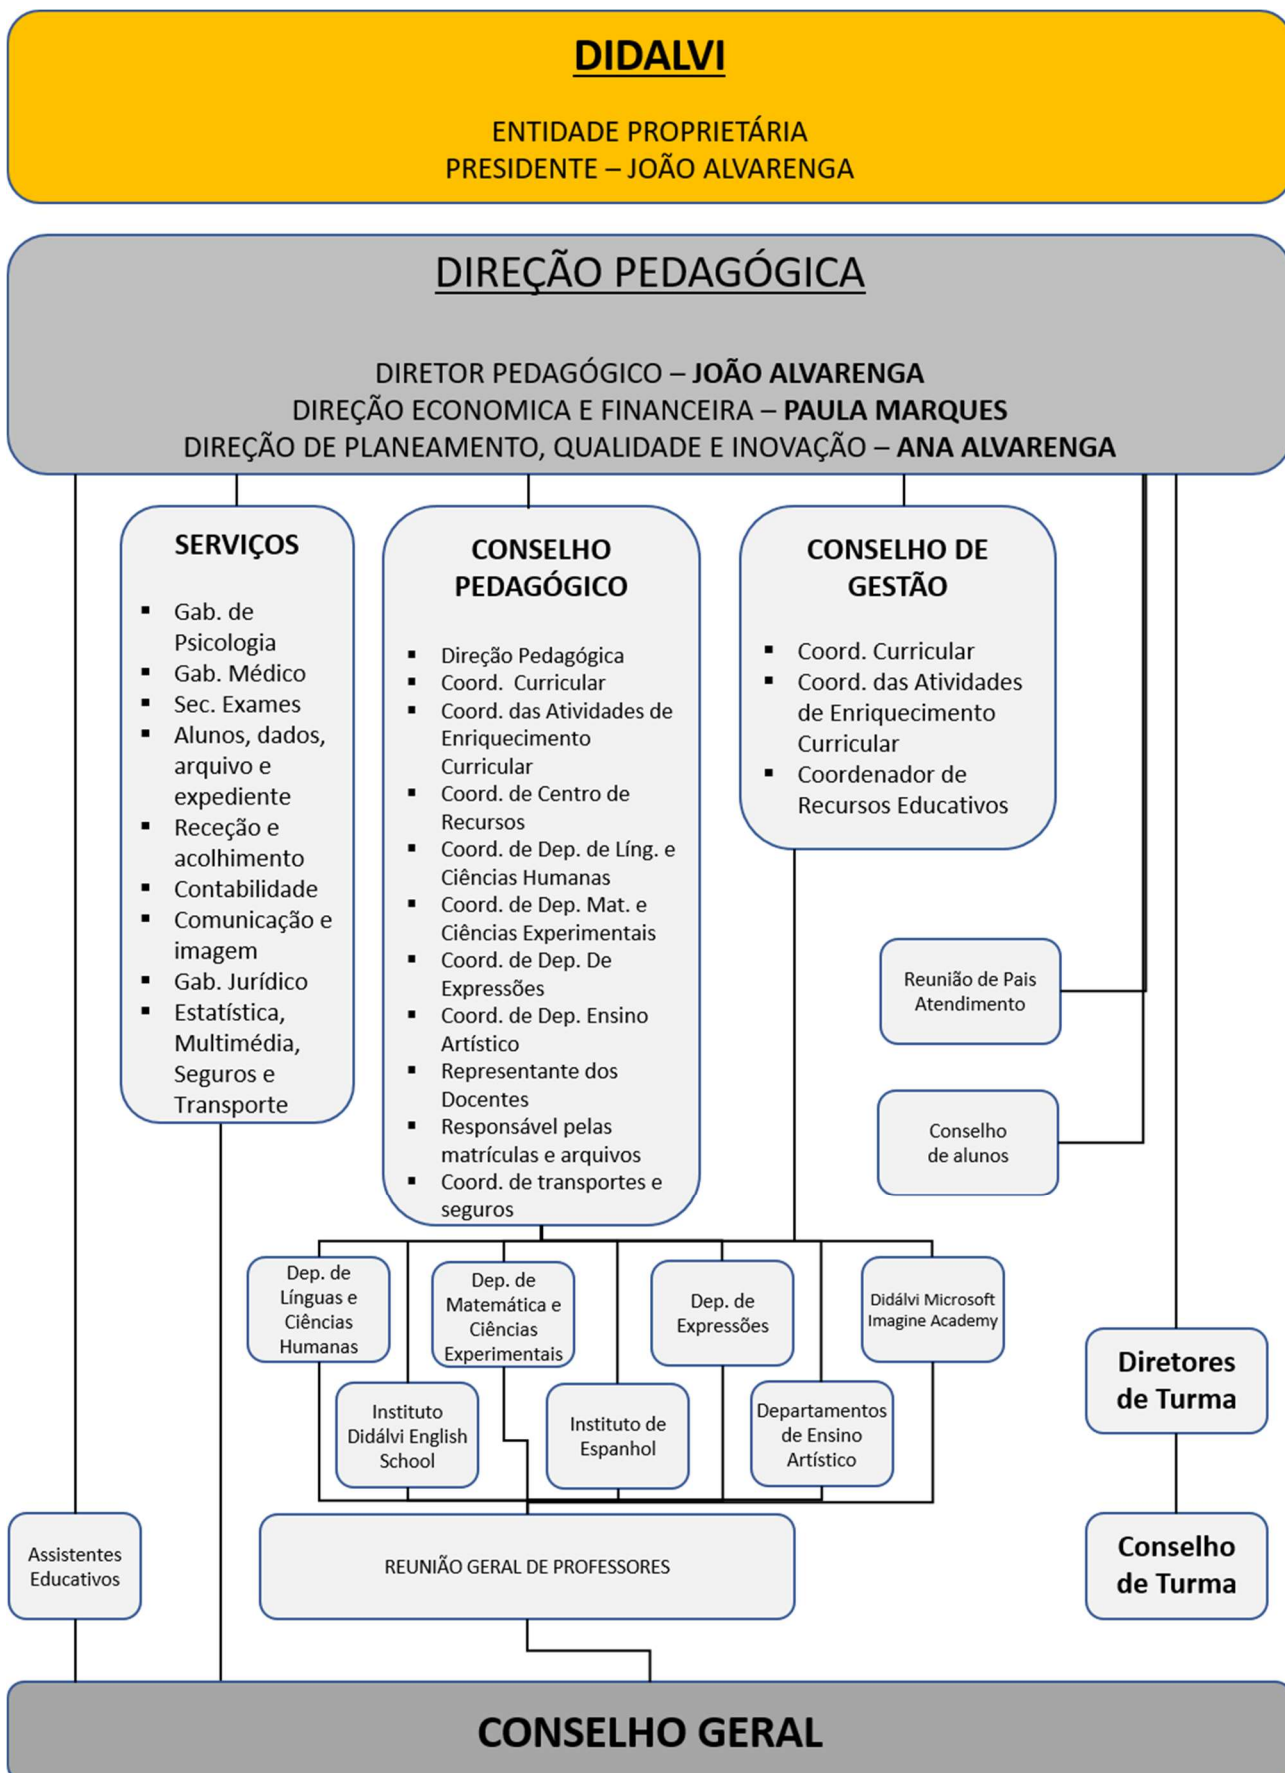 DIDALVI
ENTIDADE PROPRIETÁRIA
PRESIDENTE – JOÃO ALVARENGA
DIREÇÃO PEDAGÓGICA
DIRETOR PEDAGÓGICO – JOÃO ALVARENGA
DIREÇÃO ECONOMICA E FINANCEIRA – PAULA MARQUES
DIREÇÃO DE PLANEAMENTO, QUALIDADE E INOVAÇÃO – ANA ALVARENGA
SERVIÇOS
▪ Gab. de
Psicologia
▪ Gab. Médico
▪ Sec. Exames
▪ Alunos, dados,
arquivo e
expediente
▪ Receção e
acolhimento
▪ Contabilidade
▪ Comunicação e
imagem
▪ Gab. Jurídico
▪ Estatística,
Multimédia,
Seguros e
Transporte
CONSELHO
PEDAGÓGICO
▪ Direção Pedagógica
▪ Coord. Curricular
▪ Coord. das Atividades de
Enriquecimento
Curricular
▪ Coord. de Centro de
Recursos
▪ Coord. de Dep. de Líng. e
Ciências Humanas
▪ Coord. de Dep. Mat. e
Ciências Experimentais
▪ Coord. de Dep. De
Expressões
▪ Coord. de Dep. Ensino
Artístico
▪ Representante dos
Docentes
▪ Responsável pelas
matrículas e arquivos
▪ Coord. de transportes e
seguros
CONSELHO DE
GESTÃO
▪ Coord. Curricular
▪ Coord. das Atividades
de Enriquecimento
Curricular
▪ Coordenador de
Recursos Educativos
Reunião de Pais
Atendimento
Conselho
de alunos
Dep. de
Línguas e
Ciências
Humanas
Dep. de
Matemática e
Ciências
Experimentais
Dep. de
Expressões
Didálvi Microsoft
Imagine Academy
Instituto
Didálvi English
School
Instituto de
Espanhol
Departamentos
de Ensino
Artístico
Diretores
de Turma
Assistentes
Educativos
REUNIÃO GERAL DE PROFESSORES
Conselho
de Turma
CONSELHO GERAL